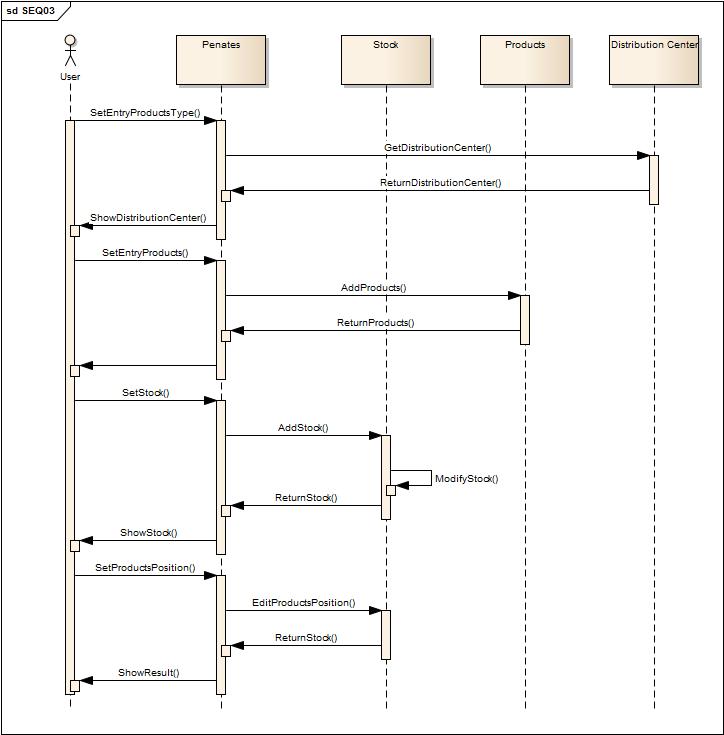 sd SEQ03
User
Penates
Stock
Products
Distribution Center
SetEntryProductsType()
GetDistributionCenter()
ReturnDistributionCenter()
ShowDistributionCenter()
SetEntryProducts()
AddProducts()
ReturnProducts()
SetStock()
AddStock()
ModifyStock()
ReturnStock()
ShowStock()
SetProductsPosition()
EditProductsPosition()
ReturnStock()
ShowResult()